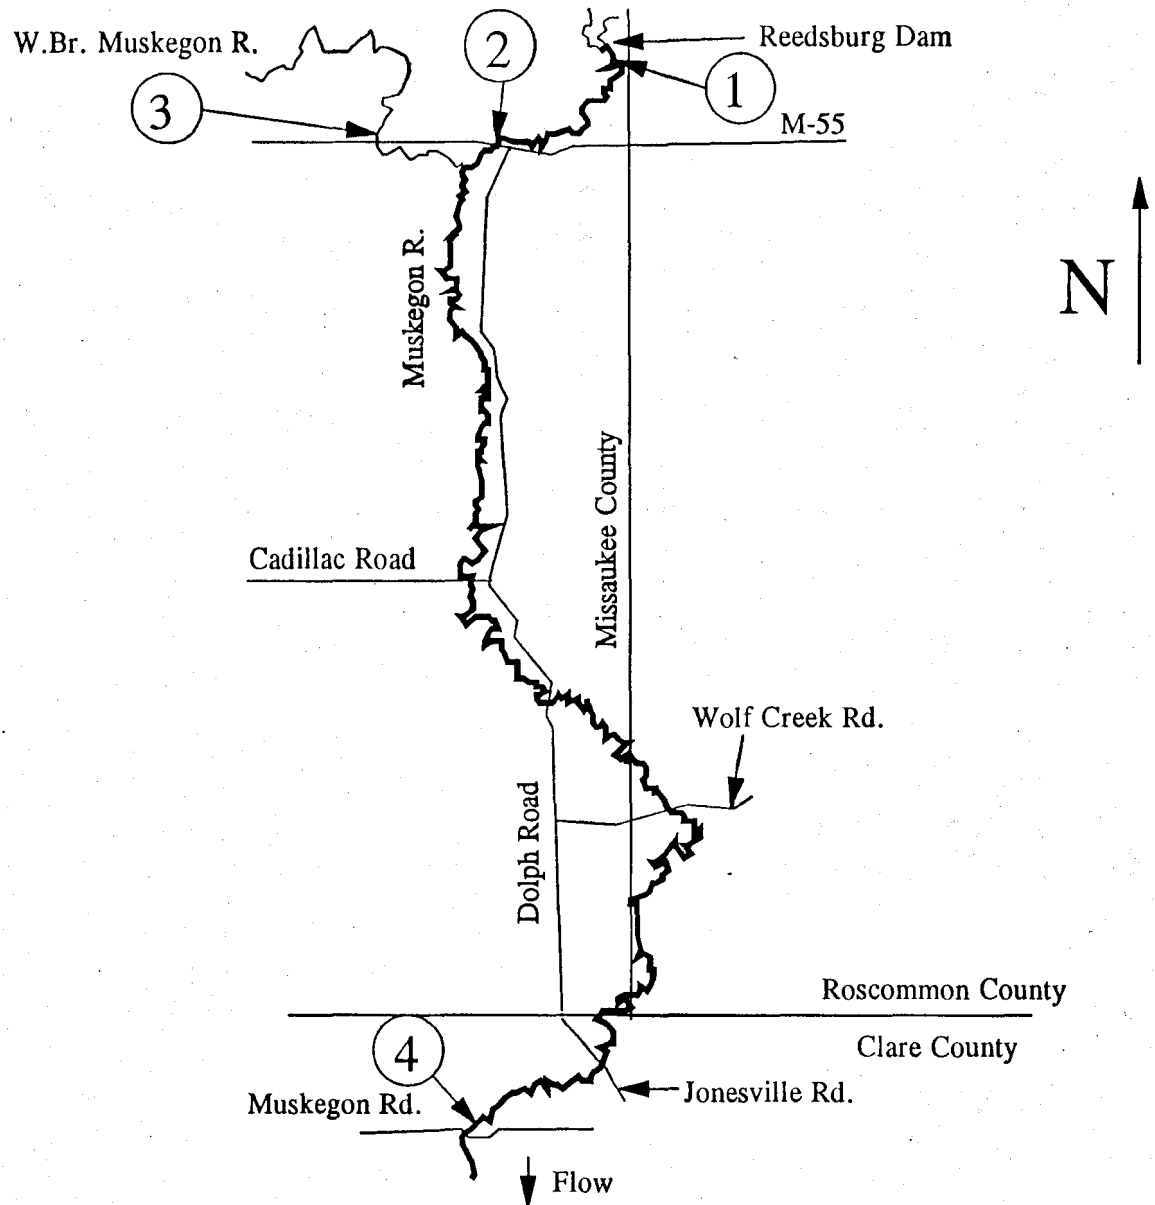 W.Br. Muskegon R.
2
Reedsburg Dam
3
1
M-55
Muskegon R.
N
Missaukee County
Cadillac Road
Wolf Creek Rd.
Dolph Road
Roscommon County
4
Clare County
Muskegon Rd.
Jonesville Rd.
Flow